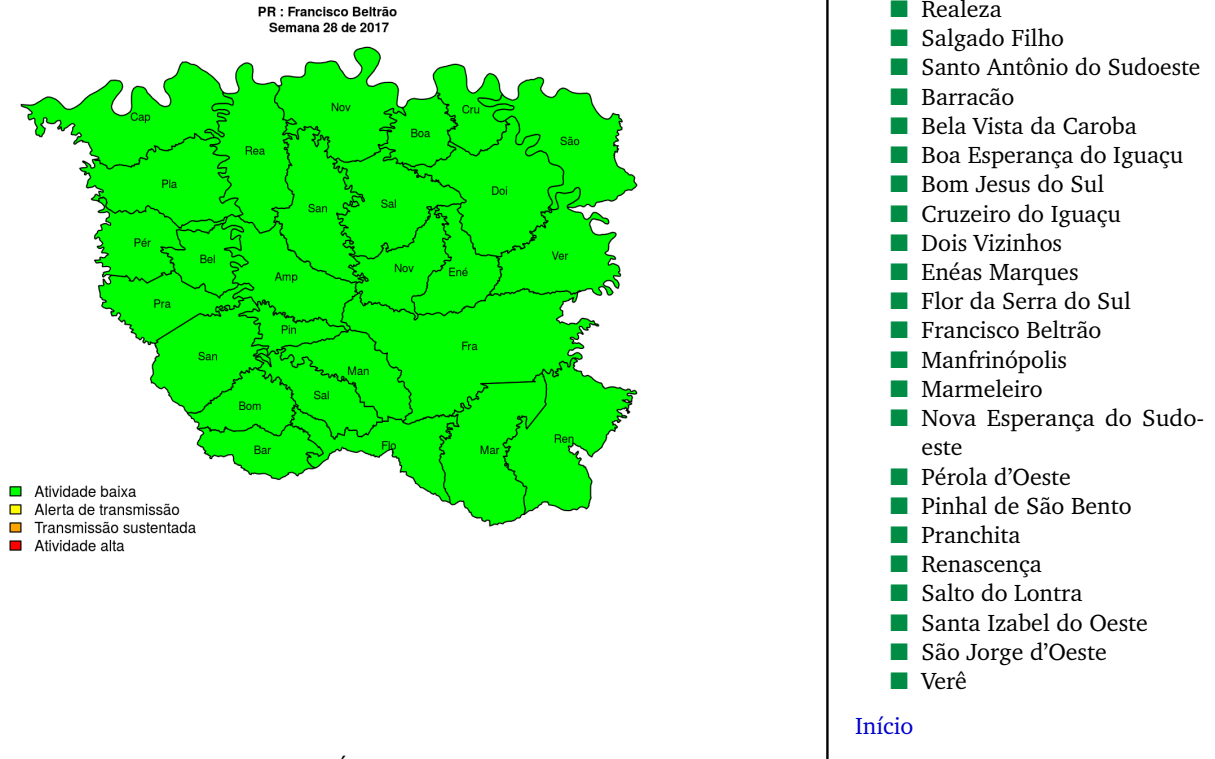 PR : Francisco Beltrão
Semana 28 de 2017
Cap
Nov
Cru
Boa
São
Rea
Pla
Doi
San
Sal
Pér
Bel
Ver
Nov
Ené
Amp
Pra
Pin
Fra
San
Man
Sal
Bom
Flo
Ren
Bar
Mar
Atividade baixa
Alerta de transmissão
Transmissão sustentada
Atividade alta
Realeza
Salgado Filho
Santo Antônio do Sudoeste
Barracão
Bela Vista da Caroba
Boa Esperança do Iguaçu
Bom Jesus do Sul
Cruzeiro do Iguaçu
Dois Vizinhos
Enéas Marques
Flor da Serra do Sul
Francisco Beltrão
Manfrinópolis
Marmeleiro
Nova Esperança do Sudo-
este
Pérola d'Oeste
Pinhal de São Bento
Pranchita
Renascença
Salto do Lontra
Santa Izabel do Oeste
São Jorge d'Oeste
Verê
Início